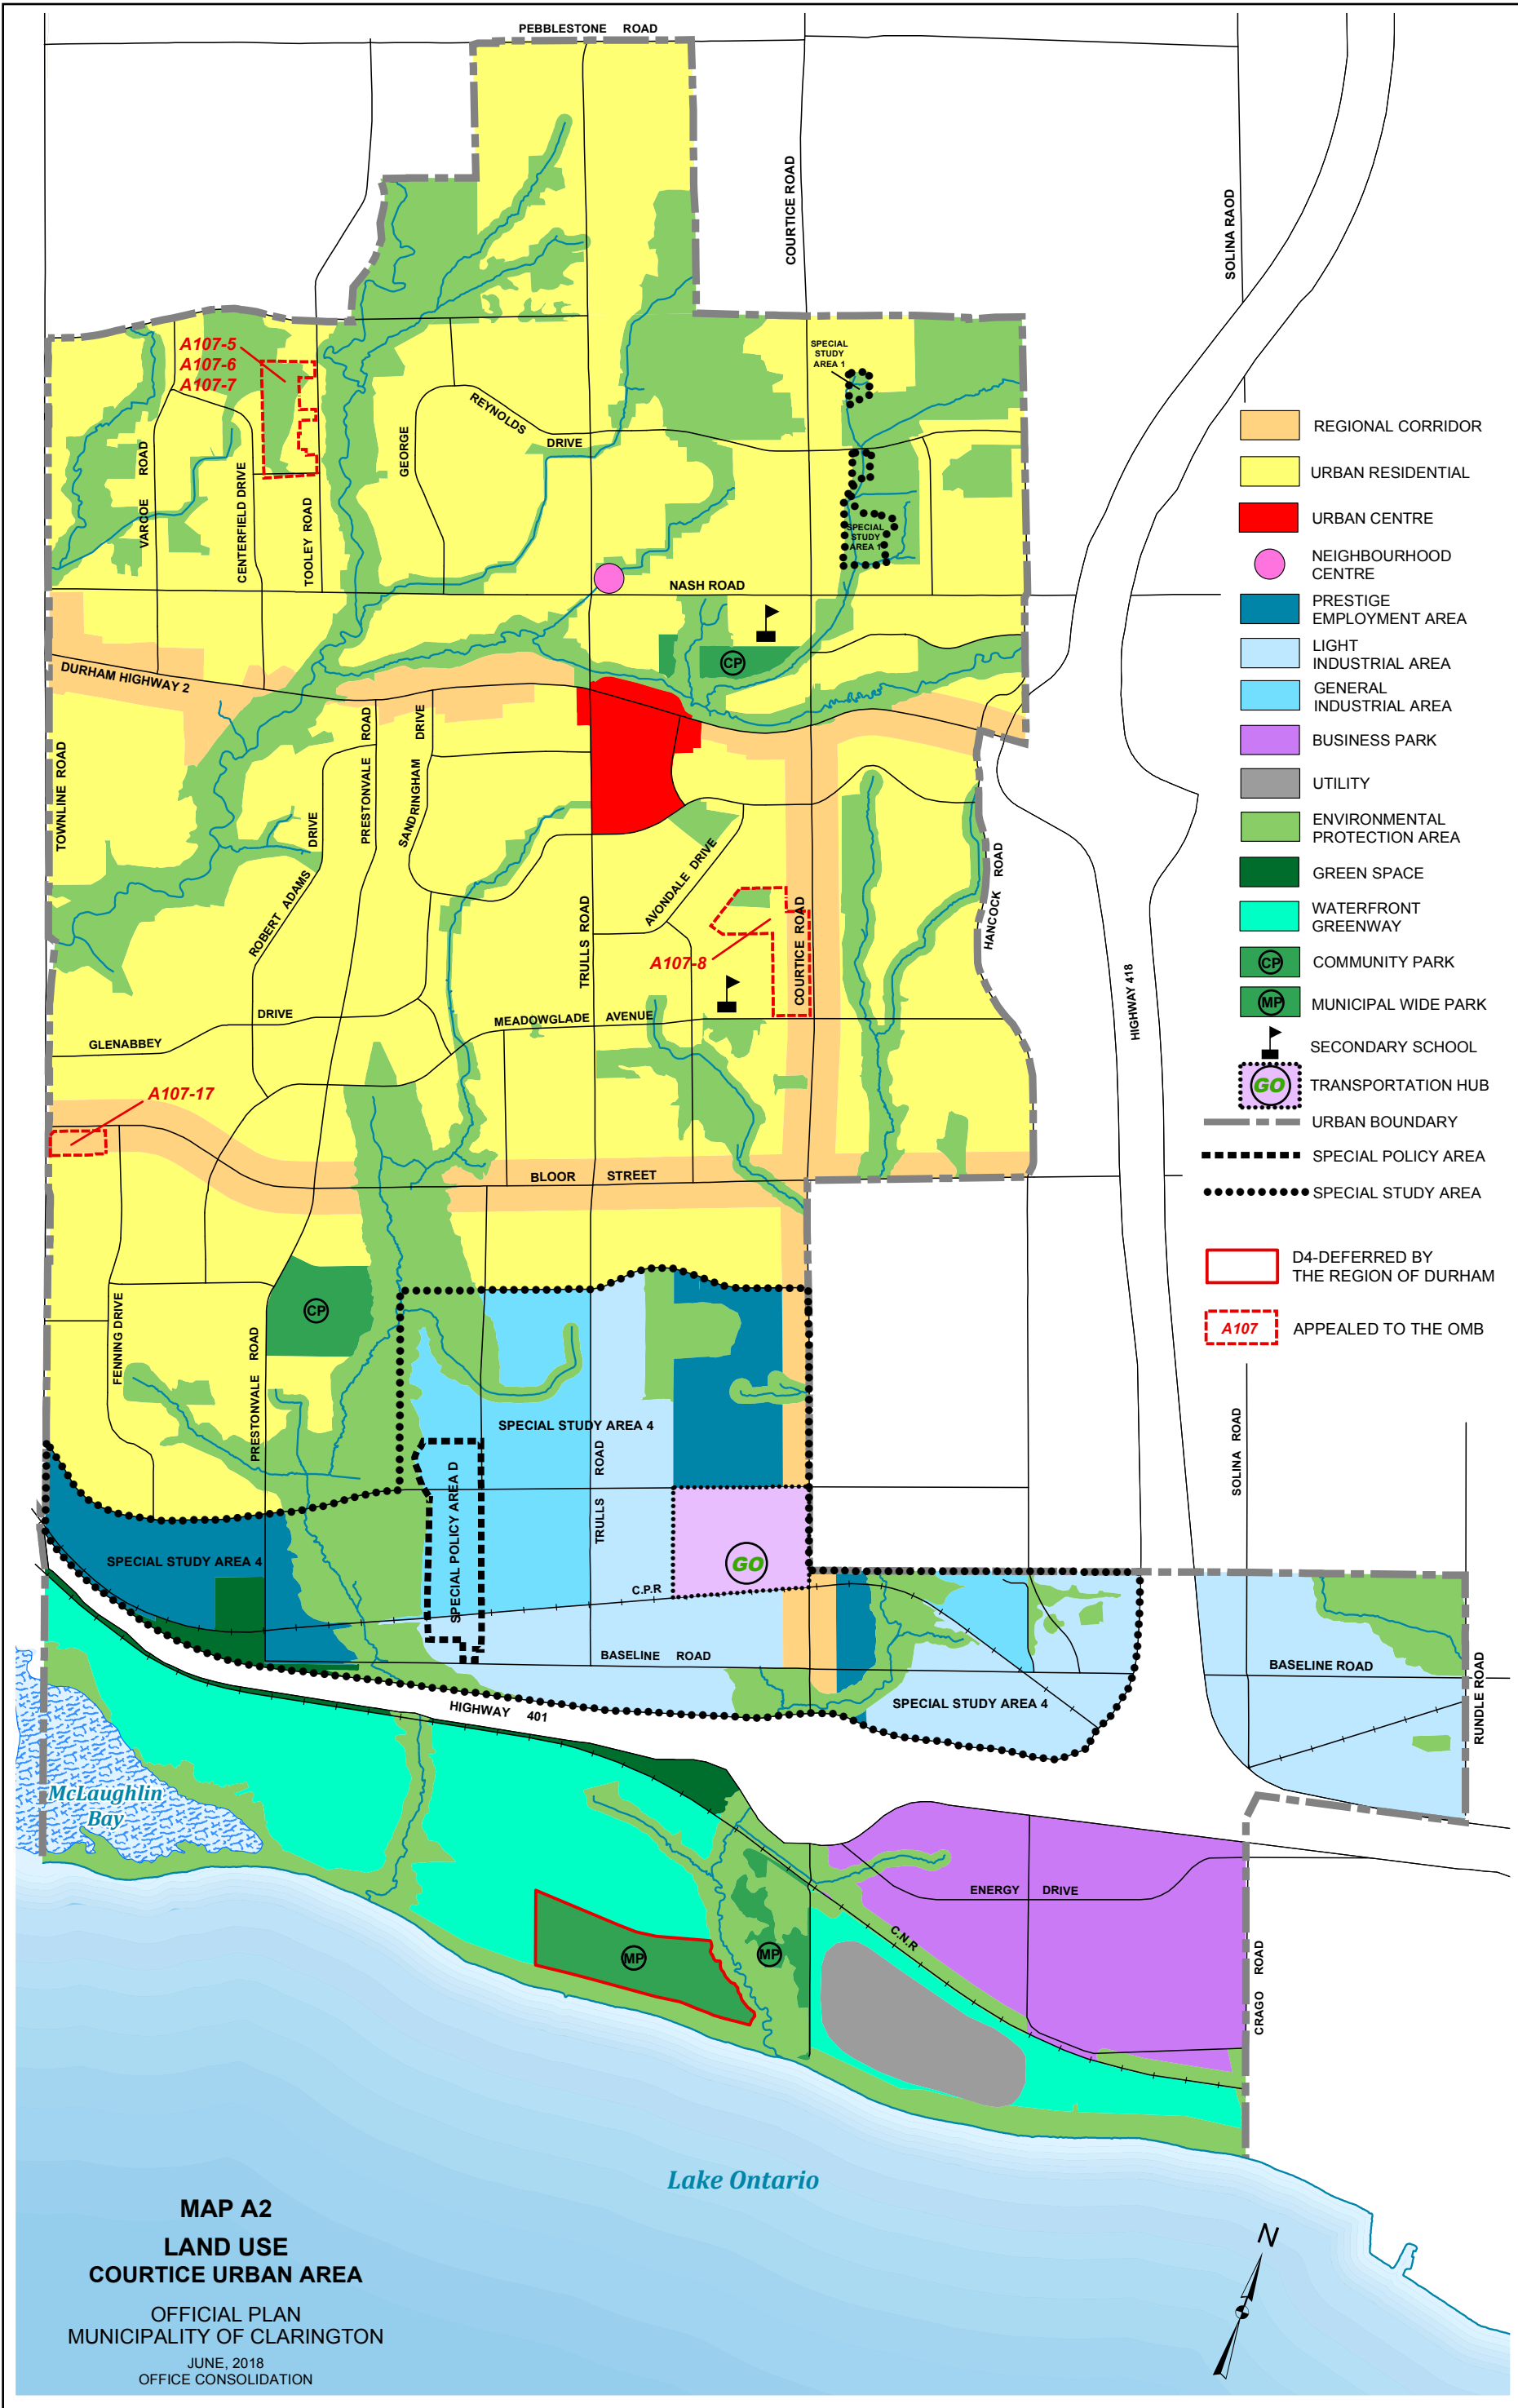 PEBBLESTONE ROAD
COURTICE ROAD
SOLINA RAOD
A107-5
A107-6
A107-7
SPECIAL
STUDY
AREA 1
REYNOLDS
DRIVE
GEORGE
VARCOE ROAD
CENTERFIELD DRIVE
TOOLEY ROAD
SPECIAL
STUDY
AREA 1
NASH ROAD
CP
DURHAM HIGHWAY 2
TOWNLINE ROAD
PRESTONVALE ROAD
SANDRINGHAM DRIVE
ROBERT ADAMS DRIVE
TRULLS ROAD
AVONDALE DRIVE
COURTICE ROAD
HANCOCK ROAD
A107-8
HIGHWAY 418
MEADOWGLADE AVENUE
GLENABBEY DRIVE
A107-17
BLOOR STREET
CP
FENNING DRIVE
PRESTONVALE ROAD
SPECIAL STUDY AREA 4
TRULLS ROAD
SPECIAL POLICY AREA D
SPECIAL STUDY AREA 4
GO
C.P.R
BASELINE ROAD
SPECIAL STUDY AREA 4
HIGHWAY 401
SOLINA ROAD
BASELINE ROAD
RUNDLE ROAD
McLaughlin
Bay
ENERGY DRIVE
C.N.R
MP
MP
CRAGO ROAD
Lake Ontario
REGIONAL CORRIDOR
URBAN RESIDENTIAL
URBAN CENTRE
NEIGHBOURHOOD
CENTRE
PRESTIGE
EMPLOYMENT AREA
LIGHT
INDUSTRIAL AREA
GENERAL
INDUSTRIAL AREA
BUSINESS PARK
UTILITY
ENVIRONMENTAL
PROTECTION AREA
GREEN SPACE
WATERFRONT
GREENWAY
CP COMMUNITY PARK
MP MUNICIPAL WIDE PARK
SECONDARY SCHOOL
GO TRANSPORTATION HUB
URBAN BOUNDARY
SPECIAL POLICY AREA
SPECIAL STUDY AREA
D4-DEFERRED BY
THE REGION OF DURHAM
A107 APPEALED TO THE OMB
N
MAP A2
LAND USE
COURTICE URBAN AREA
OFFICIAL PLAN
MUNICIPALITY OF CLARINGTON
JUNE, 2018
OFFICE CONSOLIDATION